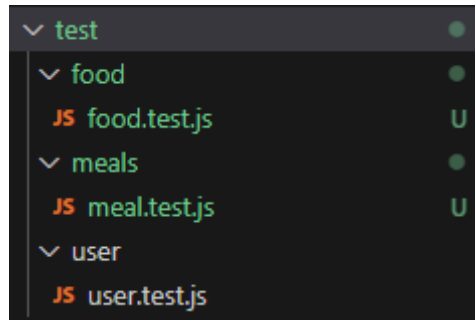 test
food
JS food.test.js U
meals
JS meal.test.js U
user
JS user.test.js